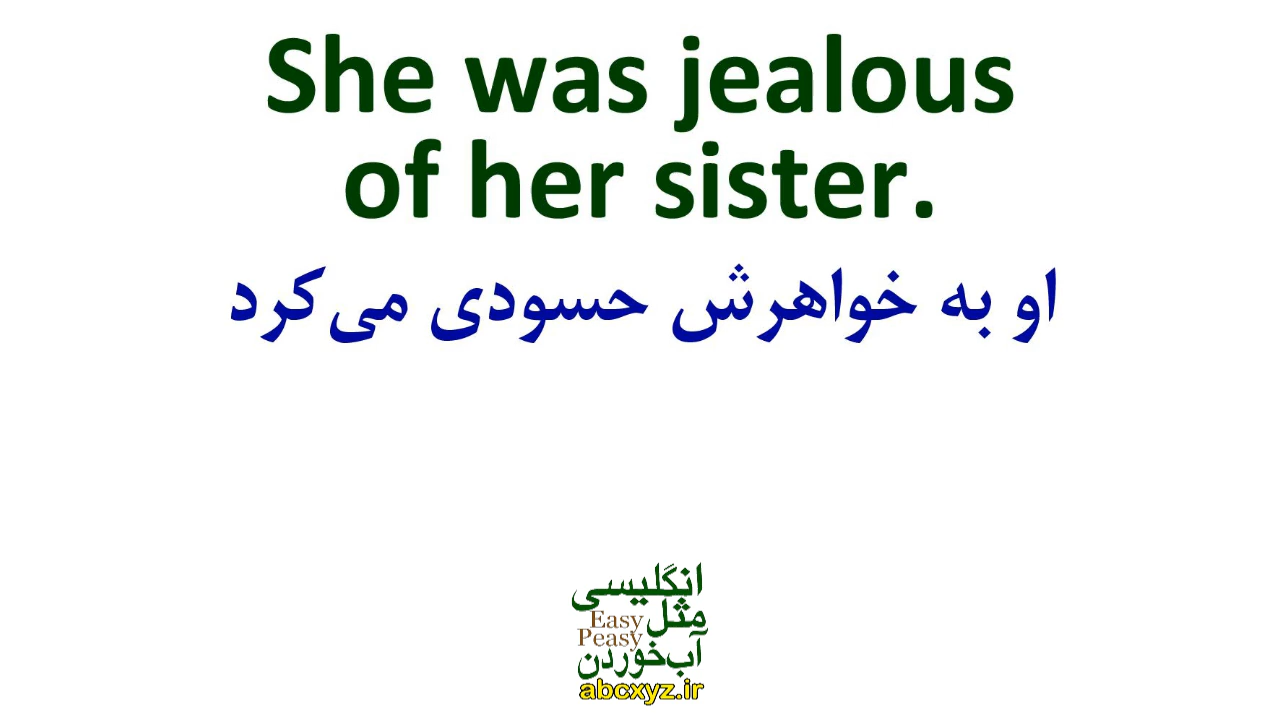 She was jealous
of her sister.
او به خواهرش حسودی می‌کرد
انگلیسی
مثل
Easy
Peasy
آب‌خوردن
abcxyz.ir